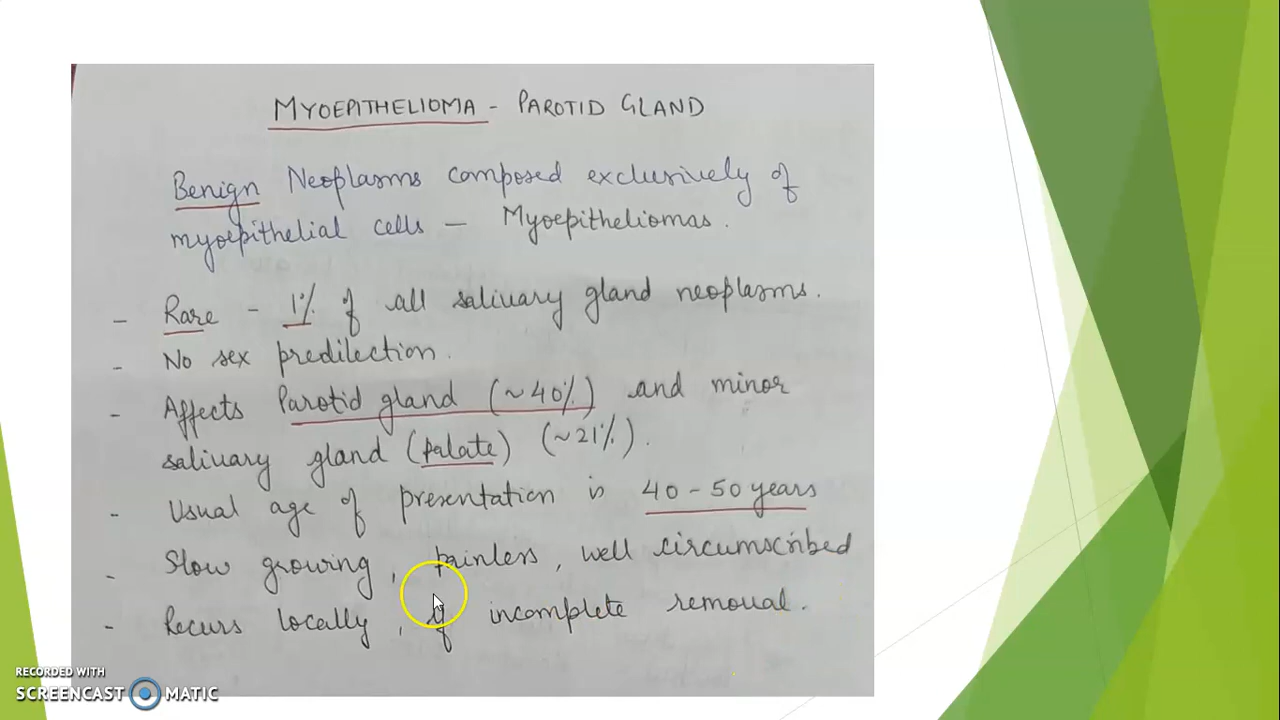 MYOEPITHELIOMA - PAROTID GLAND
Benign Neoplasms composed exclusively of
myoepithelial cells — Myoepitheliomas.
- Rare - 1% of all salivary gland neoplasms.
- No sex predilection.
- Affects Parotid gland (~40%) and minor
salivary gland (palate) (~21%).
- Usual age of presentation is 40-50 years
- Slow growing, painless, well circumscribed
- Recurs locally, if incomplete removal.
RECORDED WITH
SCREENCAST MATIC